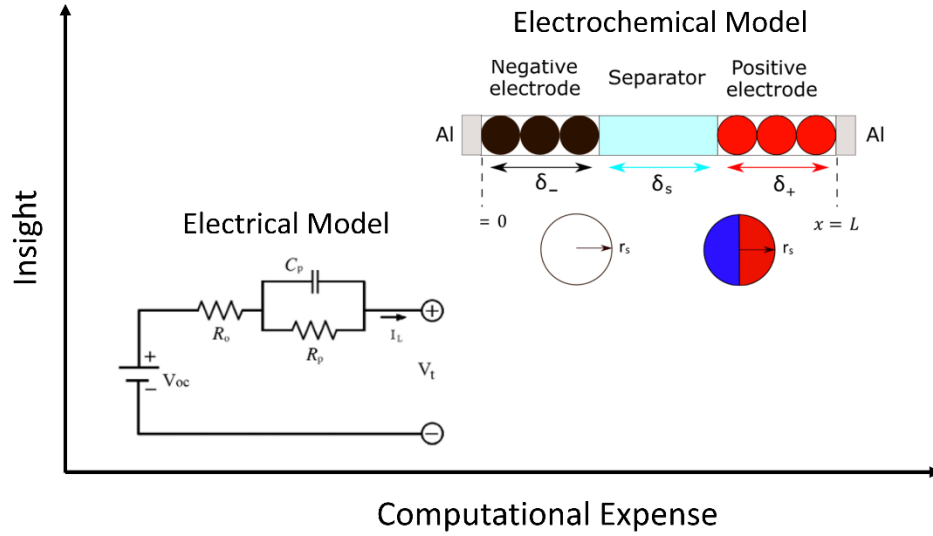 Electrochemical Model
Negative
electrode
Separator
Positive
electrode
Al
Al
δ₋
δₛ
δ₊
= 0
x = L
rₛ
rₛ
Insight
Electrical Model
Cₚ
Rₒ
Rₚ
I_L
+
Voc
−
Vₜ
+
−
Computational Expense